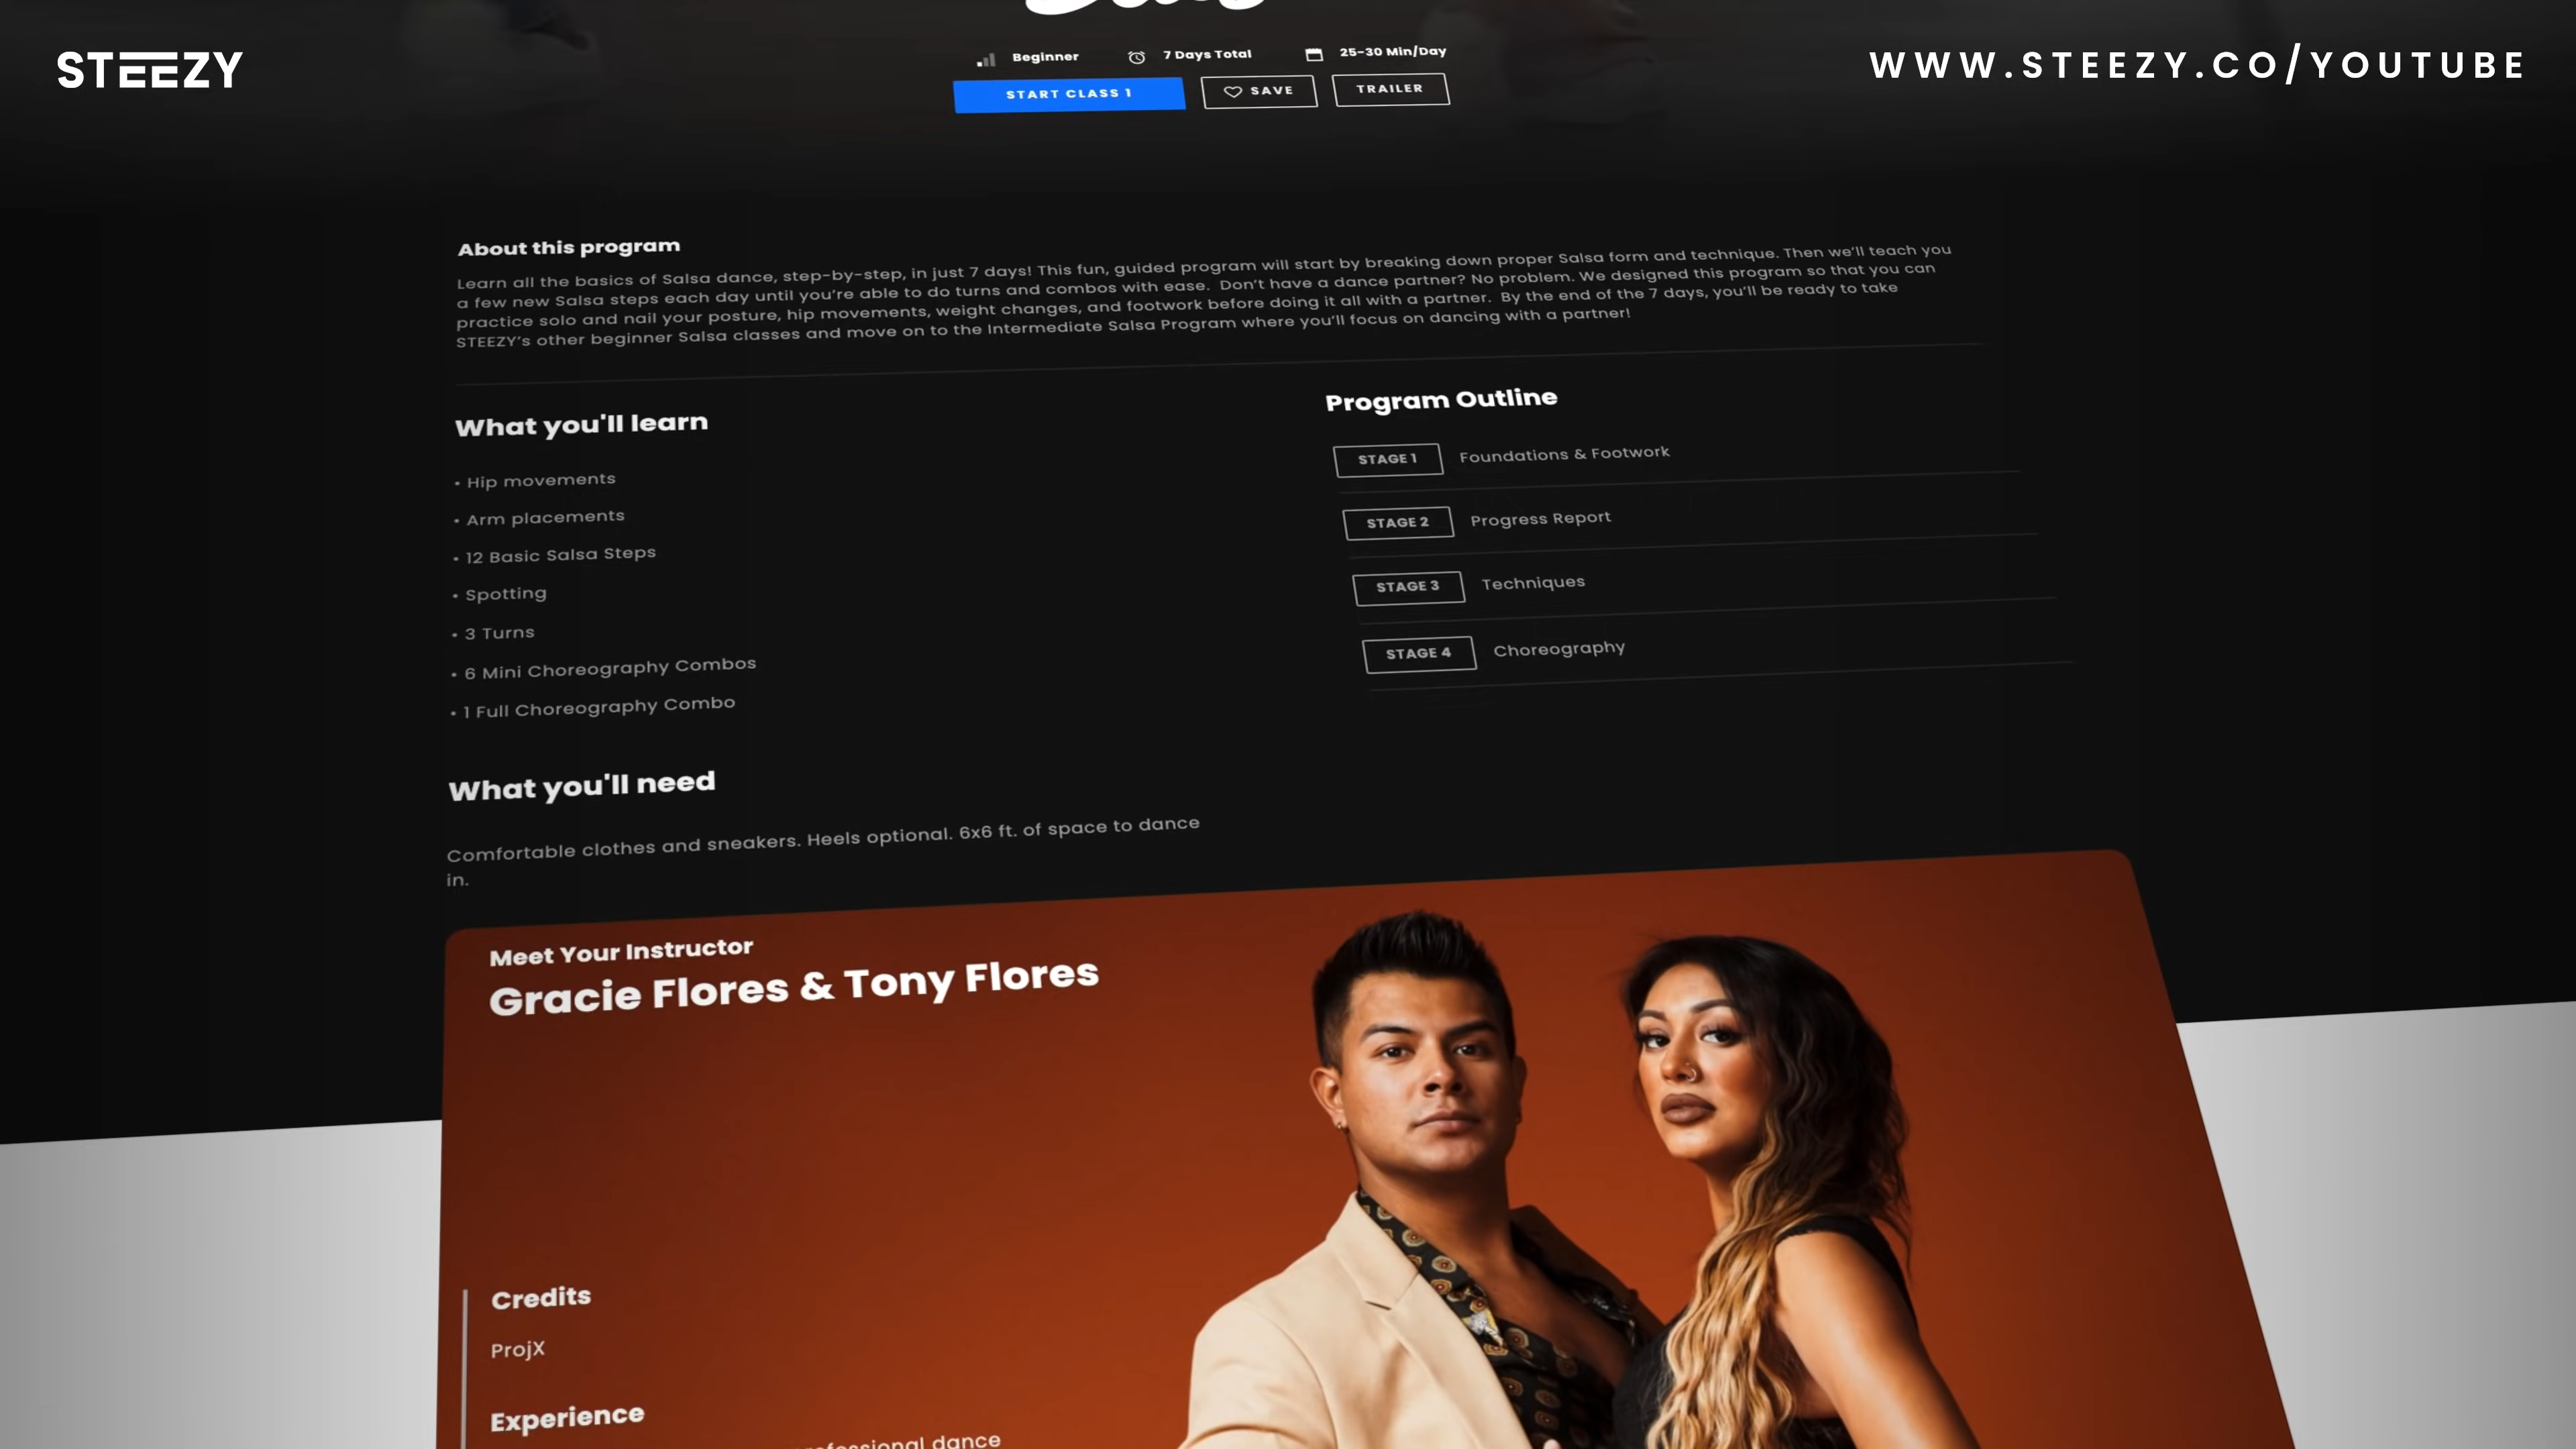 STEEZY
WWW.STEEZY.CO/YOUTUBE
Beginner
7 Days Total
25-30 Min/Day
START CLASS 1
SAVE
TRAILER
About this program
Learn all the basics of Salsa dance, step-by-step, in just 7 days! This fun, guided program will start by breaking down proper Salsa form and technique. Then we'll teach you
a few new Salsa steps each day until you're able to do turns and combos with ease. Don't have a dance partner? No problem. We designed this program so that you can
practice solo and nail your posture, hip movements, weight changes, and footwork before doing it all with a partner. By the end of the 7 days, you'll be ready to take
STEEZY's other beginner Salsa classes and move on to the Intermediate Salsa Program where you'll focus on dancing with a partner!
What you'll learn
• Hip movements
• Arm placements
• 12 Basic Salsa Steps
• Spotting
• 3 Turns
• 6 Mini Choreography Combos
• 1 Full Choreography Combo
Program Outline
STAGE 1 Foundations & Footwork
STAGE 2 Progress Report
STAGE 3 Techniques
STAGE 4 Choreography
What you'll need
Comfortable clothes and sneakers. Heels optional. 6x6 ft. of space to dance
in.
Meet Your Instructor
Gracie Flores & Tony Flores
Credits
ProjX
Experience
dance